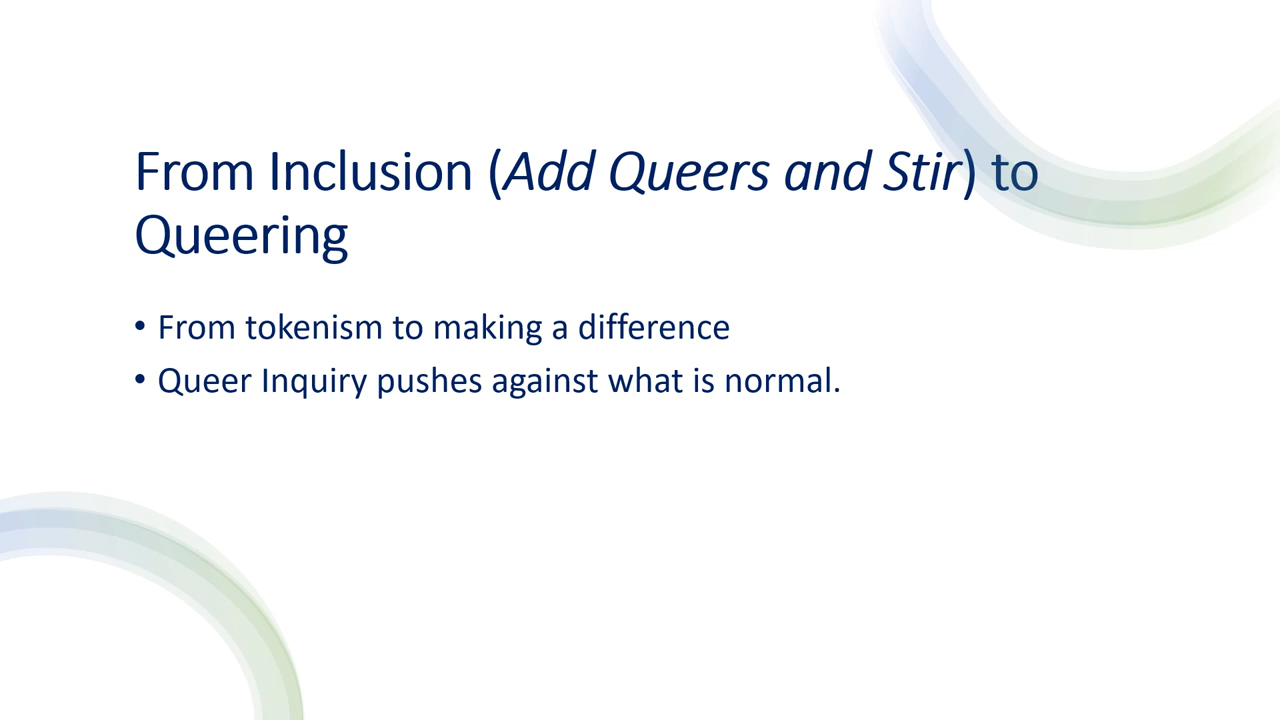 From Inclusion (Add Queers and Stir) to
Queering
• From tokenism to making a difference
• Queer Inquiry pushes against what is normal.